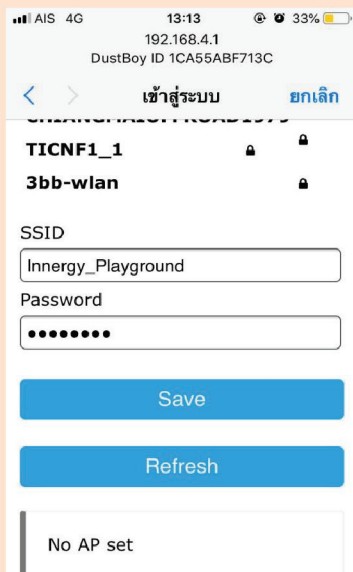 AIS 4G 13:13 33%
192.168.4.1
DustBoy ID 1CA55ABF713C
เข้าสู่ระบบ ยกเลิก
TICNF1_1
3bb-wlan
SSID
Innergy_Playground
Password
••••••••
Save
Refresh
No AP set